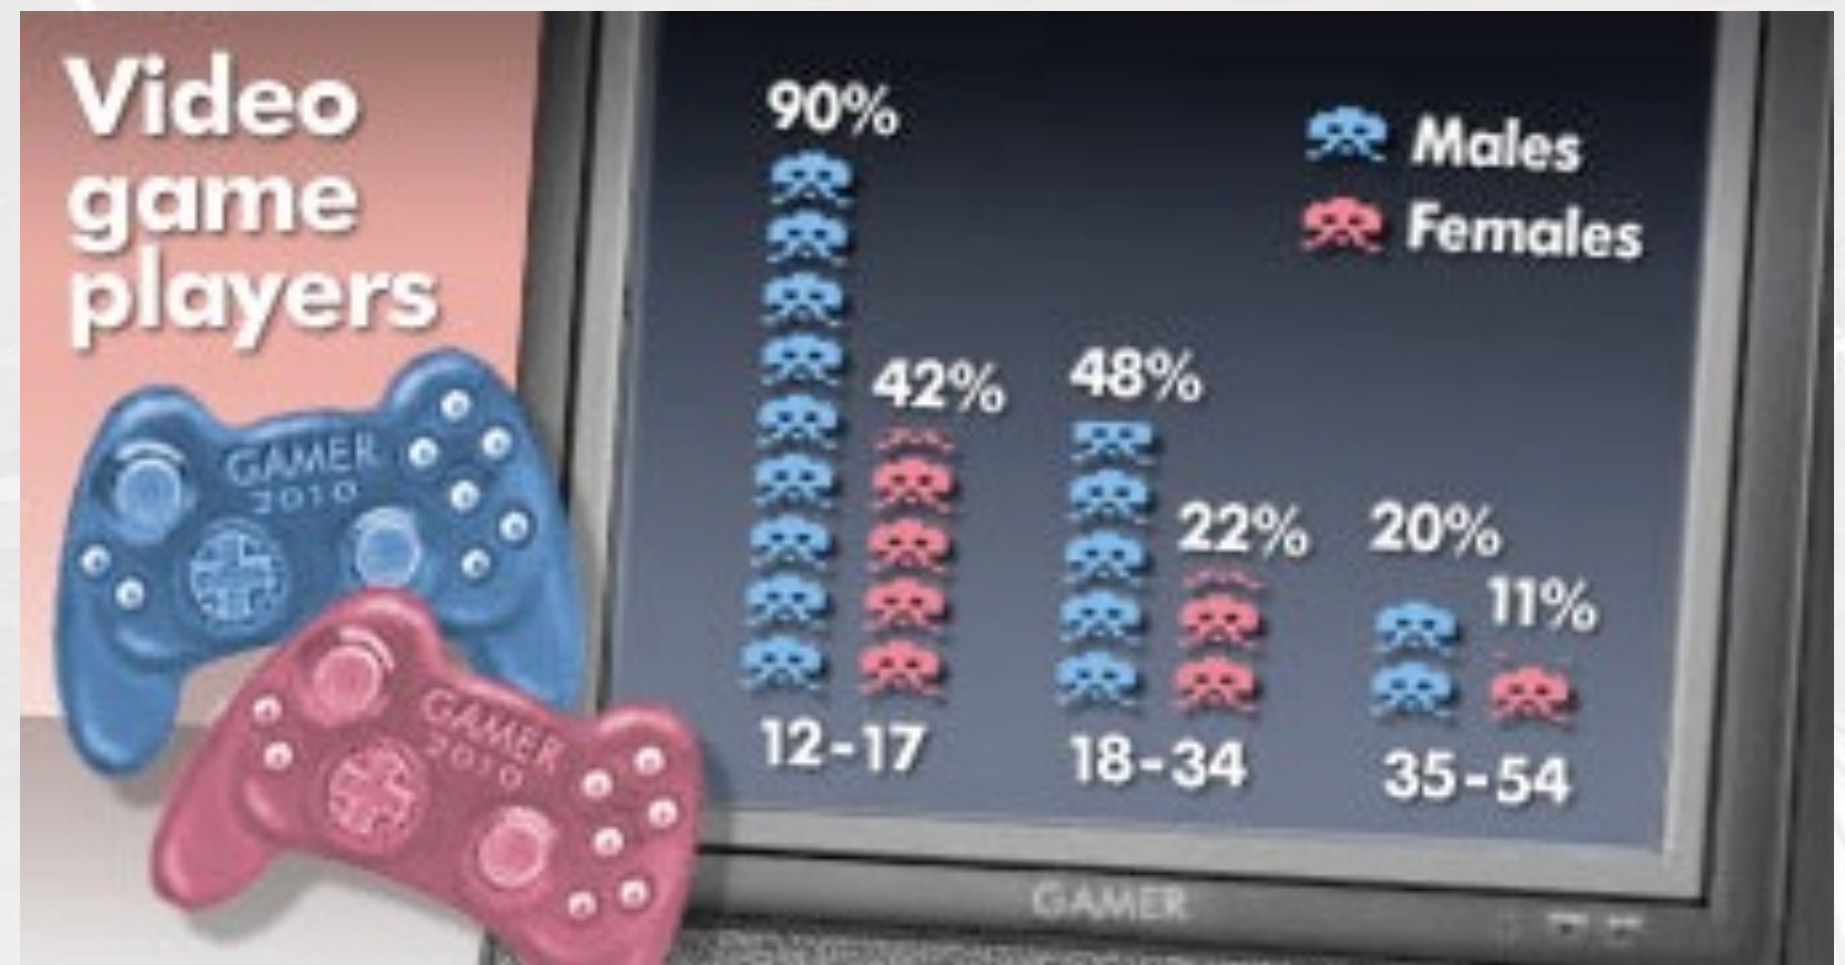 Video
game
players
90%
Males
Females
42%
48%
22%
20%
11%
12-17
18-34
35-54
GAMER
2010
GAMER
2010
GAMER